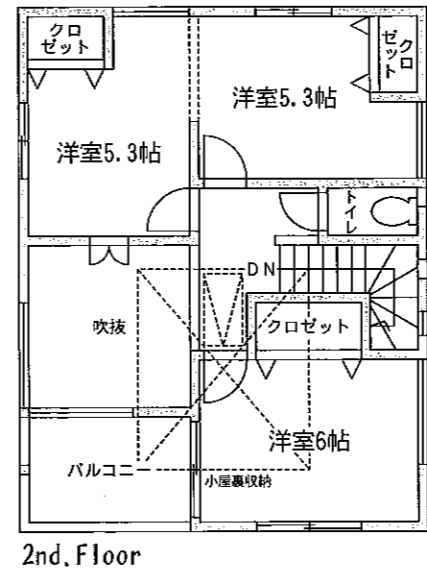 クロ
ゼット
クロ
ゼット
洋室5.3帖
洋室5.3帖
トイレ
DN
吹抜
クロゼット
洋室6帖
バルコニー
小屋裏収納
2nd.Floor